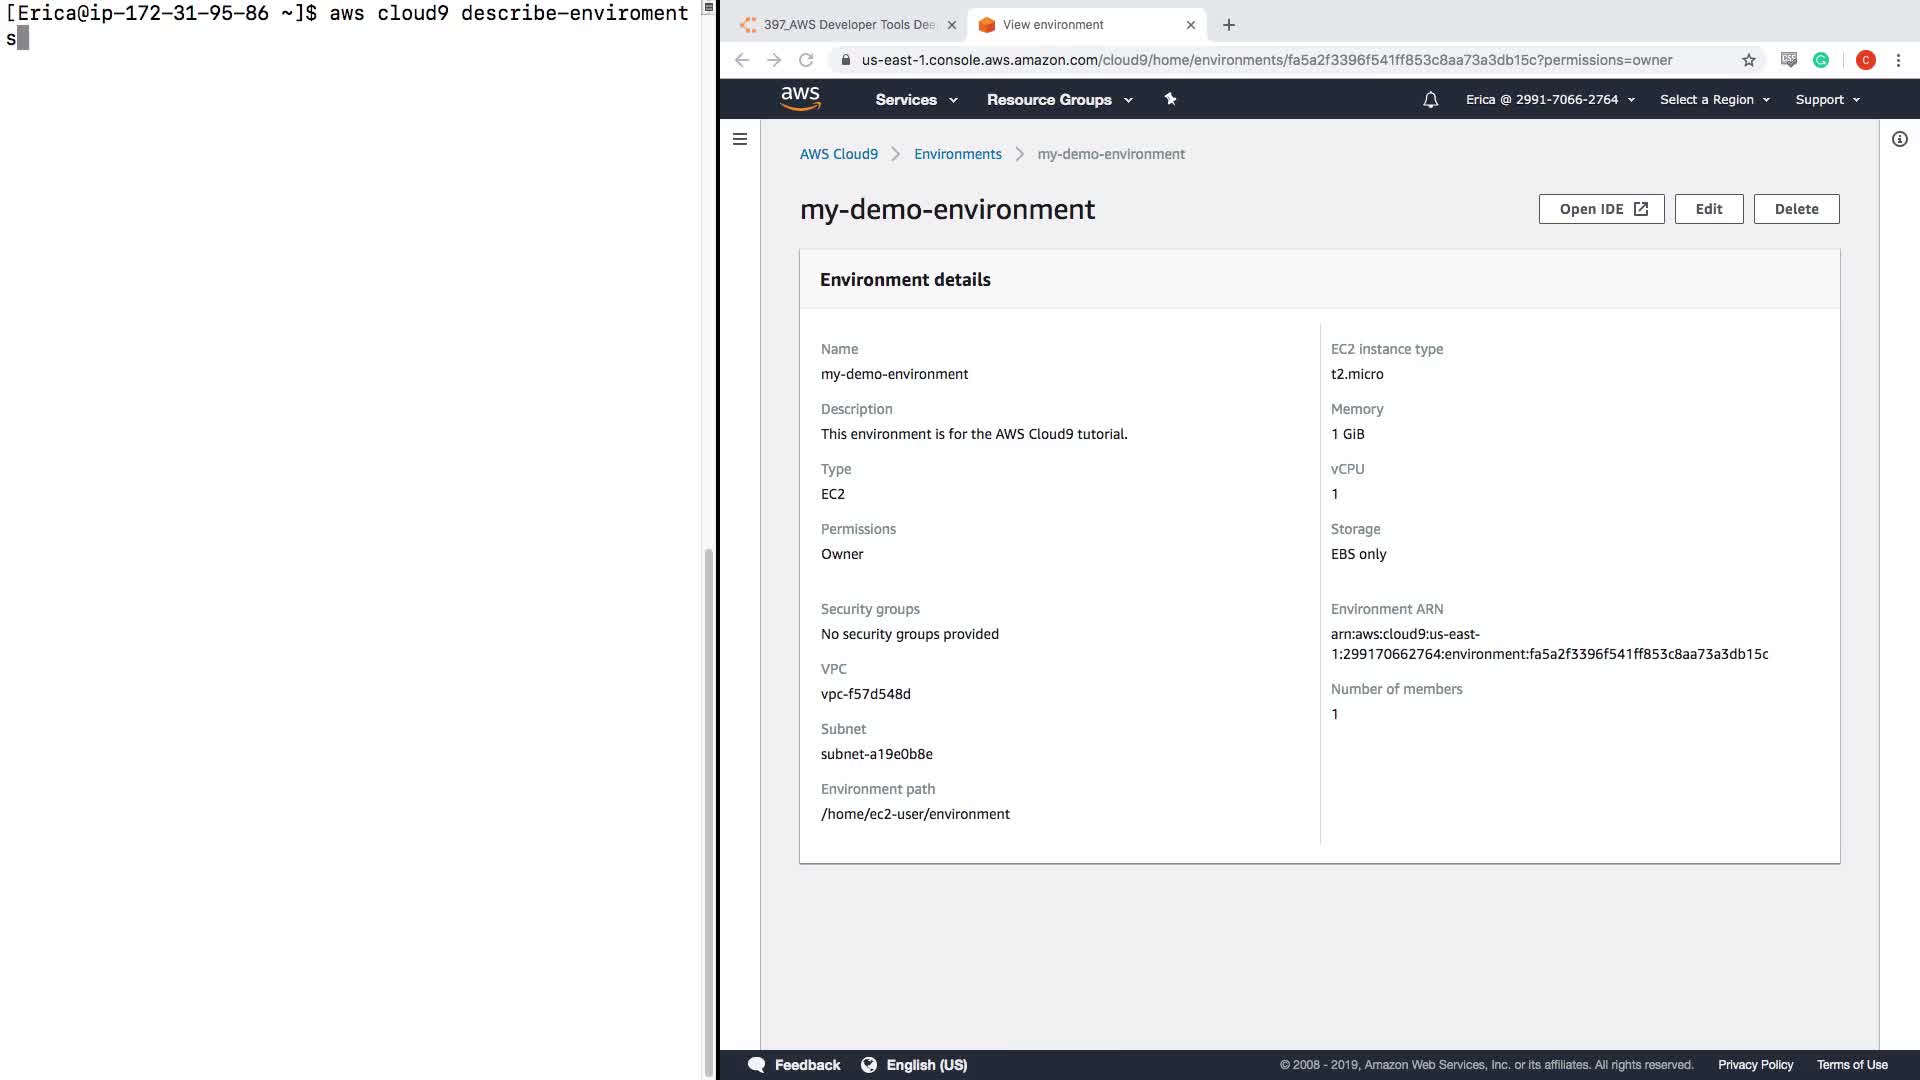 [Erica@ip-172-31-95-86 ~]$ aws cloud9 describe-enviroment
s
397_AWS Developer Tools Dee
View environment
us-east-1.console.aws.amazon.com/cloud9/home/environments/fa5a2f3396f541ff853c8aa73a3db15c?permissions=owner
C
aws
Services
Resource Groups
Erica @ 2991-7066-2764
Select a Region
Support
AWS Cloud9
Environments
my-demo-environment
my-demo-environment
Open IDE
Edit
Delete
Environment details
Name
my-demo-environment
Description
This environment is for the AWS Cloud9 tutorial.
Type
EC2
Permissions
Owner
Security groups
No security groups provided
VPC
vpc-f57d548d
Subnet
subnet-a19e0b8e
Environment path
/home/ec2-user/environment
EC2 instance type
t2.micro
Memory
1 GiB
vCPU
1
Storage
EBS only
Environment ARN
arn:aws:cloud9:us-east-
1:299170662764:environment:fa5a2f3396f541ff853c8aa73a3db15c
Number of members
1
Feedback
English (US)
© 2008 - 2019, Amazon Web Services, Inc. or its affiliates. All rights reserved.
Privacy Policy
Terms of Use